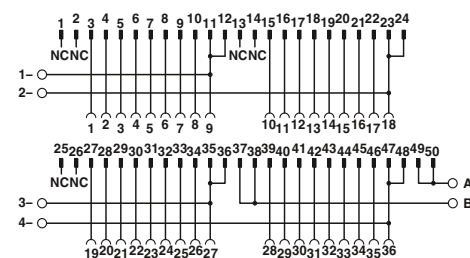 1 2 3 4 5 6 7 8 9 10 11 12 13 14 15 16 17 18 19 20 21 22 23 24
NC NC NC NC
1–
2–
1 2 3 4 5 6 7 8 9 10 11 12 13 14 15 16 17 18
25 26 27 28 29 30 31 32 33 34 35 36 37 38 39 40 41 42 43 44 45 46 47 48 49 50
NC NC
A
3–
B
4–
19 20 21 22 23 24 25 26 27 28 29 30 31 32 33 34 35 36